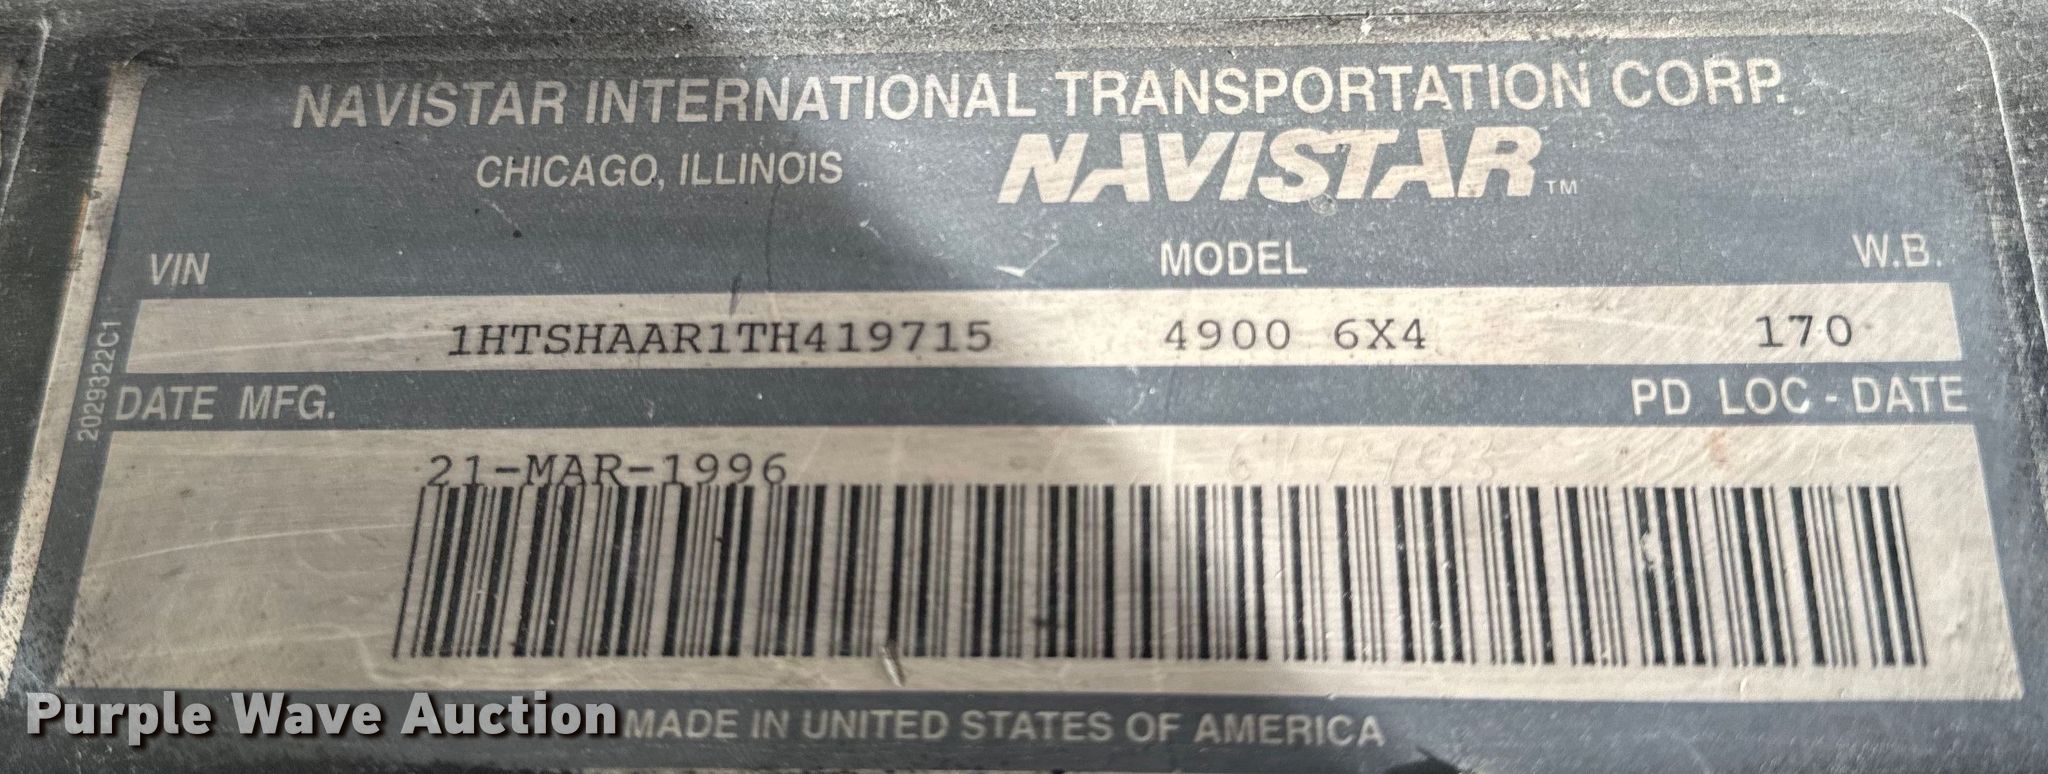 NAVISTAR INTERNATIONAL TRANSPORTATION CORP.
CHICAGO, ILLINOIS NAVISTAR™
VIN MODEL W.B.
1HTSHAAR1TH419715 4900 6X4 170
2029322C1
DATE MFG. PD LOC - DATE
21-MAR-1996
Purple Wave Auction
MADE IN UNITED STATES OF AMERICA